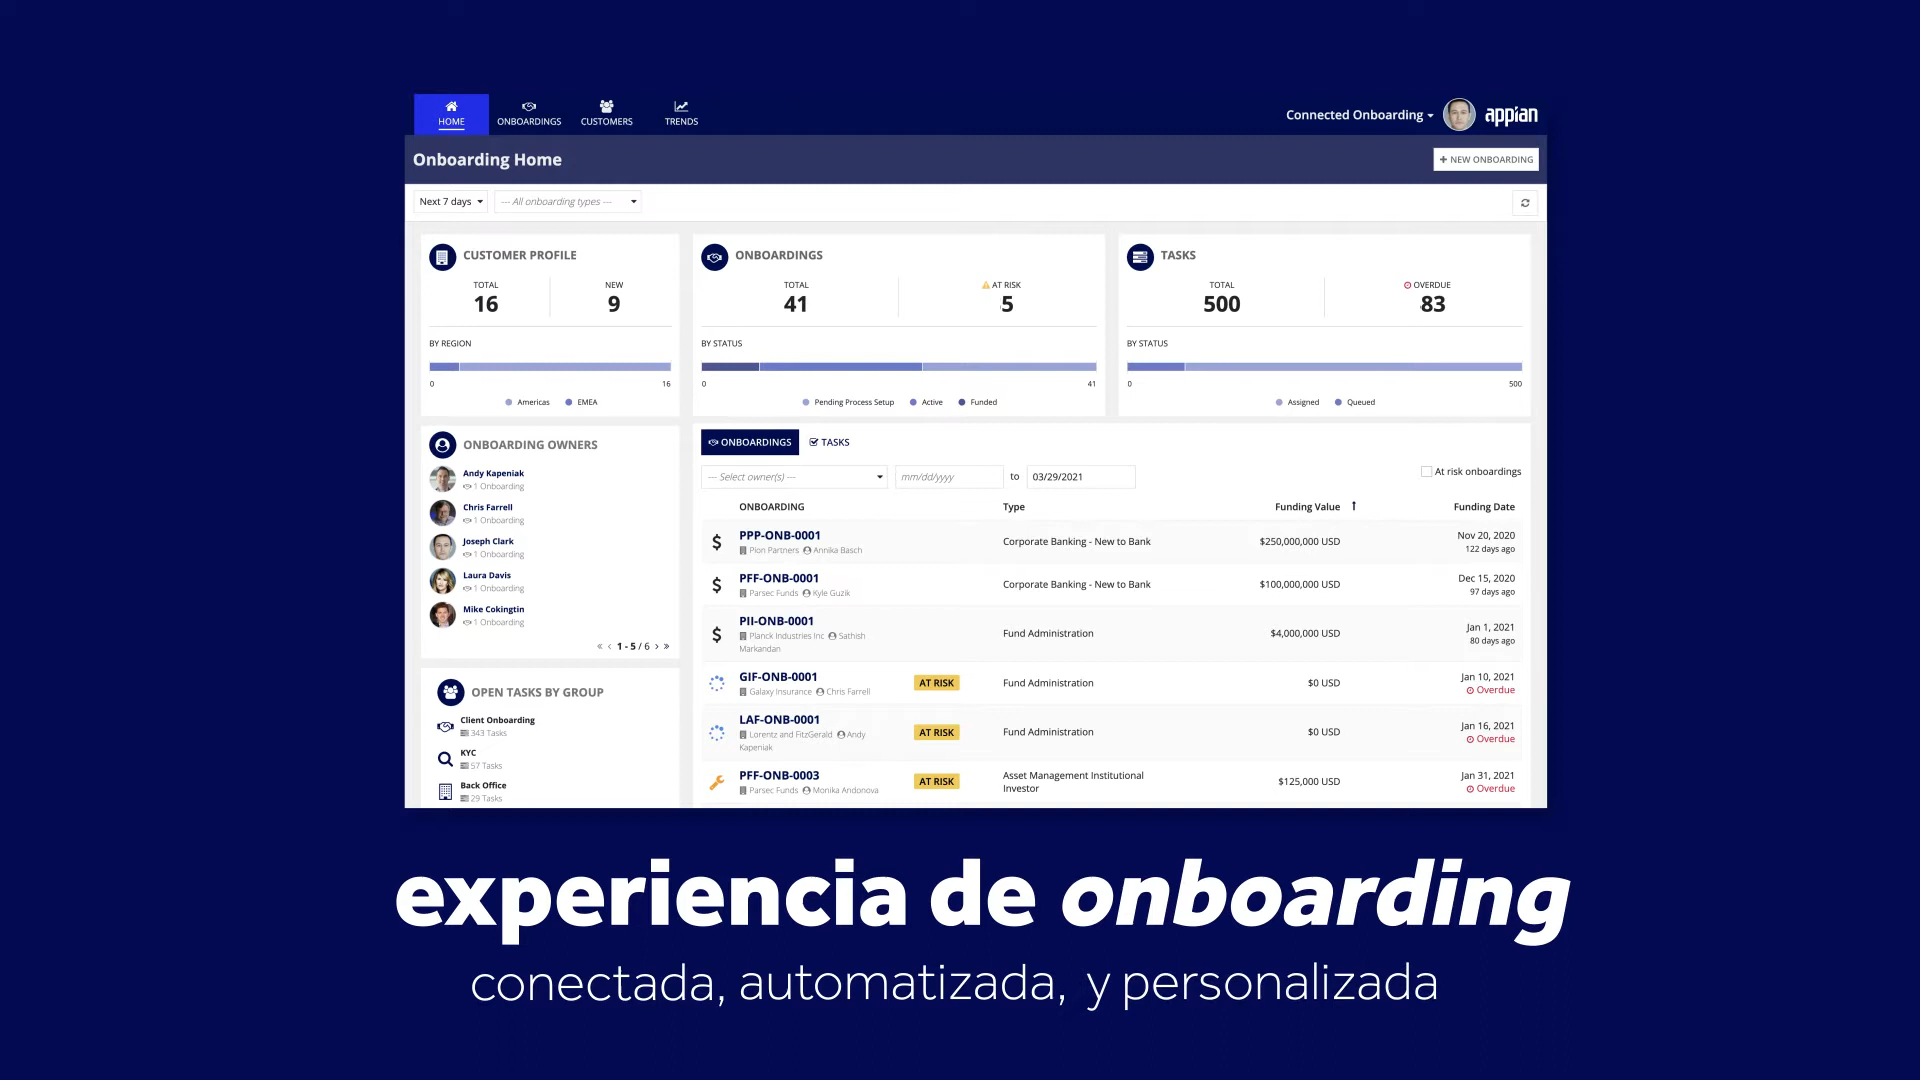 HOME
ONBOARDINGS
CUSTOMERS
TRENDS
Connected Onboarding
appian
Onboarding Home
+ NEW ONBOARDING
Next 7 days
--- All onboarding types ---
CUSTOMER PROFILE
TOTAL
16
NEW
9
BY REGION
0
16
Americas
EMEA
ONBOARDINGS
TOTAL
41
AT RISK
5
BY STATUS
0
41
Pending Process Setup
Active
Funded
TASKS
TOTAL
500
OVERDUE
83
BY STATUS
0
500
Assigned
Queued
ONBOARDING OWNERS
Andy Kapeniak
1 Onboarding
Chris Farrell
1 Onboarding
Joseph Clark
1 Onboarding
Laura Davis
1 Onboarding
Mike Cokingtin
1 Onboarding
« ‹ 1 - 5 / 6 › »
OPEN TASKS BY GROUP
Client Onboarding
343 Tasks
KYC
57 Tasks
Back Office
29 Tasks
ONBOARDINGS
TASKS
--- Select owner(s) ---
mm/dd/yyyy
to
03/29/2021
At risk onboardings
ONBOARDING
Type
Funding Value
Funding Date
PPP-ONB-0001
Pion Partners Annika Basch
Corporate Banking - New to Bank
$250,000,000 USD
Nov 20, 2020
122 days ago
PFF-ONB-0001
Parsec Funds Kyle Guzik
Corporate Banking - New to Bank
$100,000,000 USD
Dec 15, 2020
97 days ago
PII-ONB-0001
Planck Industries Inc Sathish
Markandan
Fund Administration
$4,000,000 USD
Jan 1, 2021
80 days ago
GIF-ONB-0001
Galaxy Insurance Chris Farrell
AT RISK
Fund Administration
$0 USD
Jan 10, 2021
Overdue
LAF-ONB-0001
Lorentz and FitzGerald Andy
Kapeniak
AT RISK
Fund Administration
$0 USD
Jan 16, 2021
Overdue
PFF-ONB-0003
Parsec Funds Monika Andonova
AT RISK
Asset Management Institutional
Investor
$125,000 USD
Jan 31, 2021
Overdue
experiencia de onboarding
conectada, automatizada, y personalizada